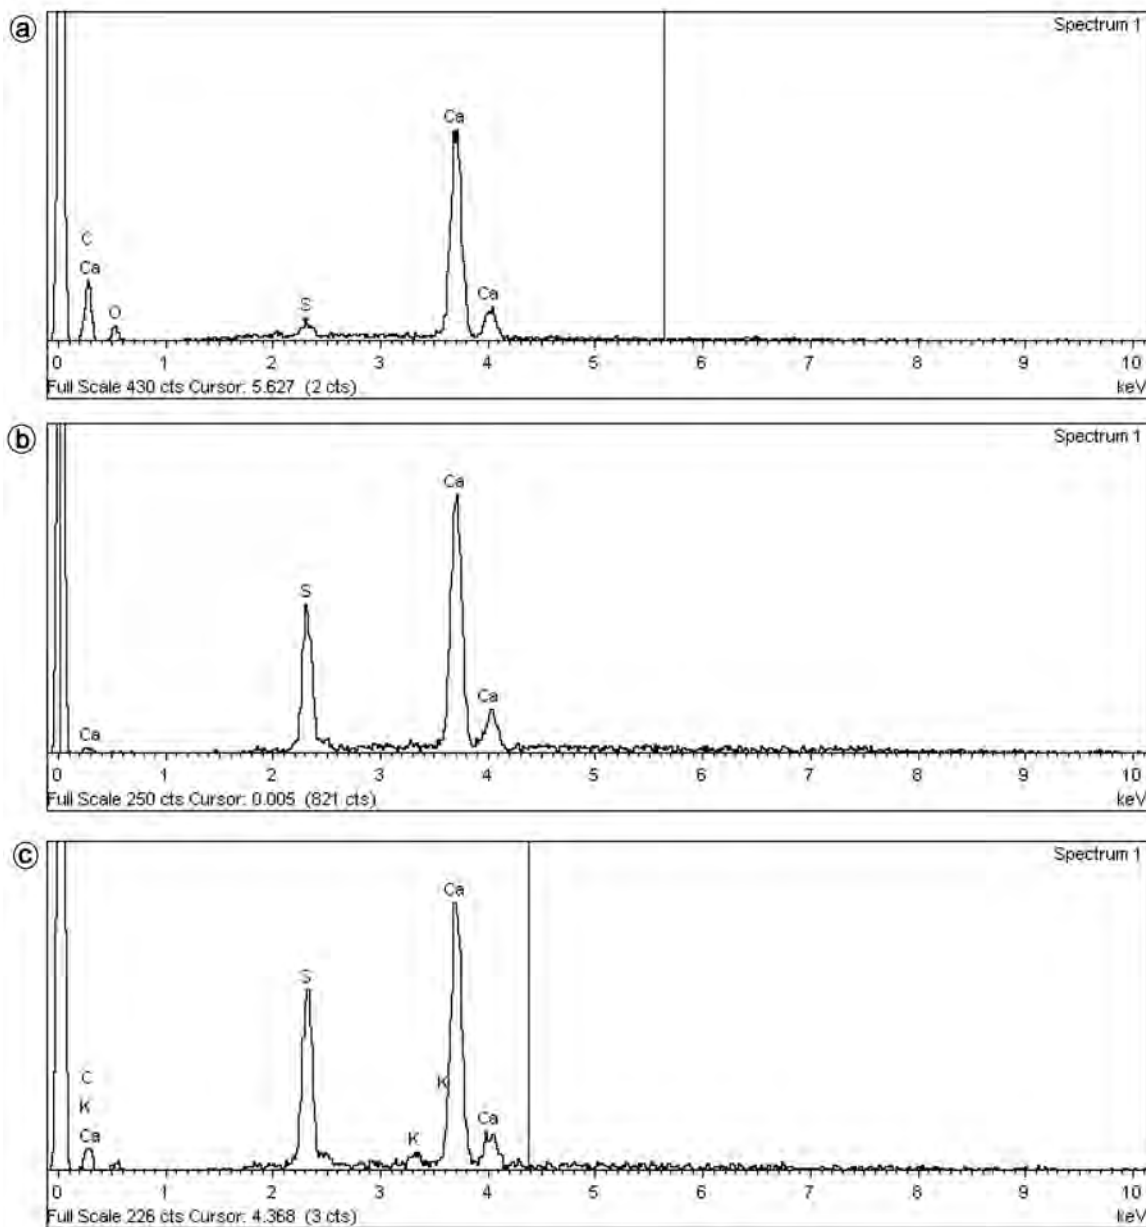 a
Spectrum 1
Ca
C
Ca
O
S
Ca
0 1 2 3 4 5 6 7 8 9 10
Full Scale 430 cts Cursor: 5.627 (2 cts)
keV
b
Spectrum 1
Ca
S
Ca
Ca
0 1 2 3 4 5 6 7 8 9 10
Full Scale 250 cts Cursor: 0.005 (821 cts)
keV
c
Spectrum 1
Ca
S
C
K
K
Ca
K
Ca
0 1 2 3 4 5 6 7 8 9 10
Full Scale 226 cts Cursor: 4.368 (3 cts)
keV